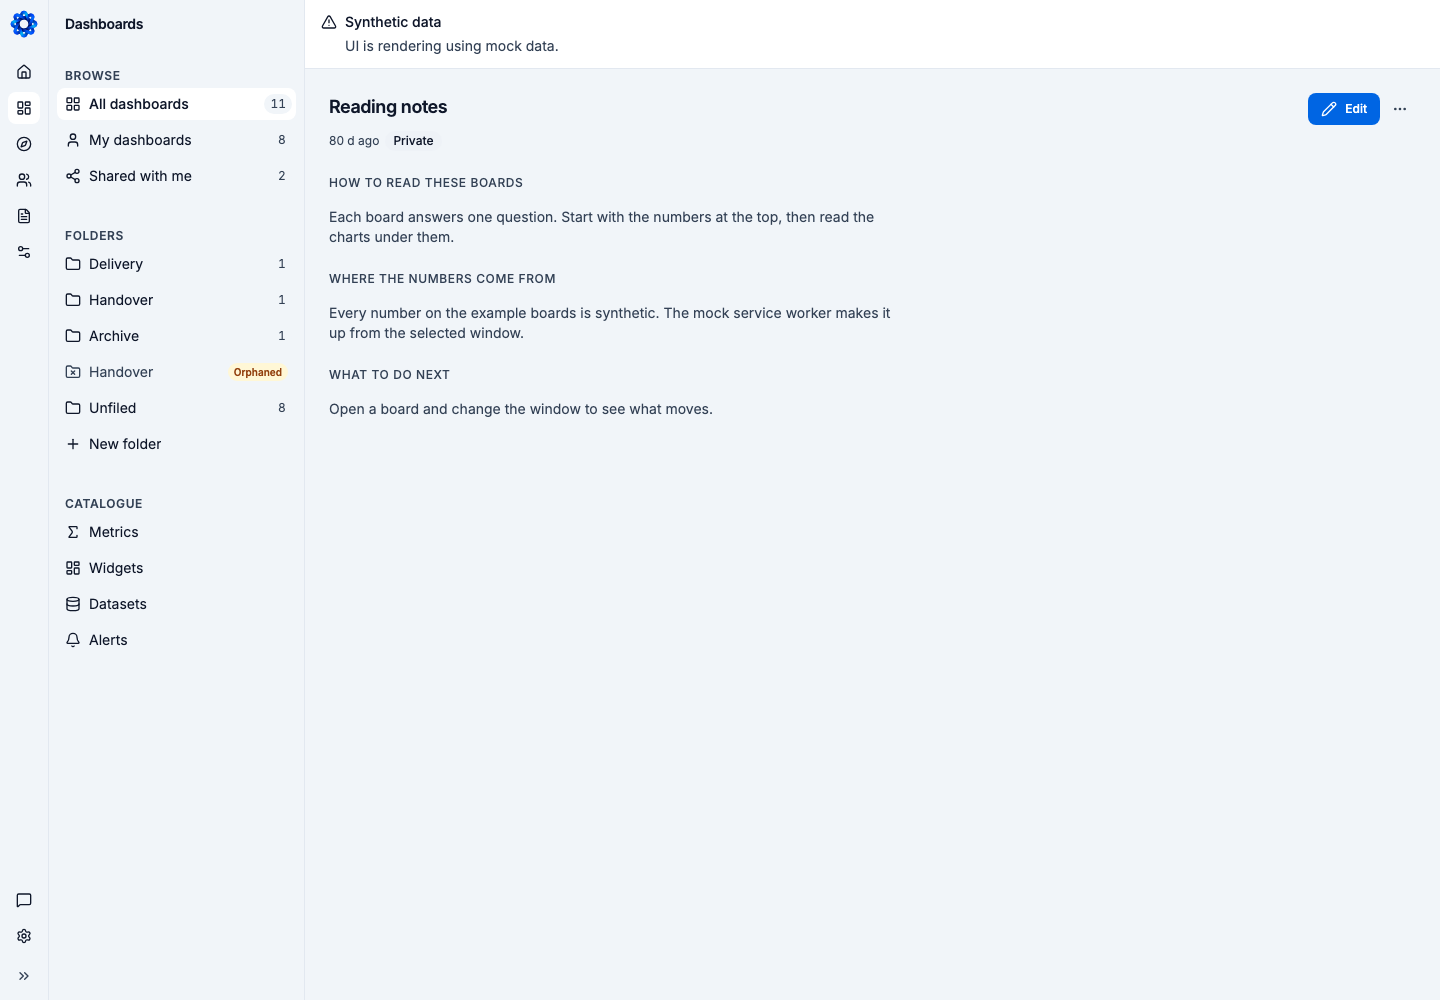 Dashboards
BROWSE
All dashboards 11
My dashboards 8
Shared with me 2
FOLDERS
Delivery 1
Handover 1
Archive 1
Handover Orphaned
Unfiled 8
New folder
CATALOGUE
Metrics
Widgets
Datasets
Alerts
Synthetic data
UI is rendering using mock data.
Reading notes
Edit
80 d ago Private
HOW TO READ THESE BOARDS
Each board answers one question. Start with the numbers at the top, then read the
charts under them.
WHERE THE NUMBERS COME FROM
Every number on the example boards is synthetic. The mock service worker makes it
up from the selected window.
WHAT TO DO NEXT
Open a board and change the window to see what moves.